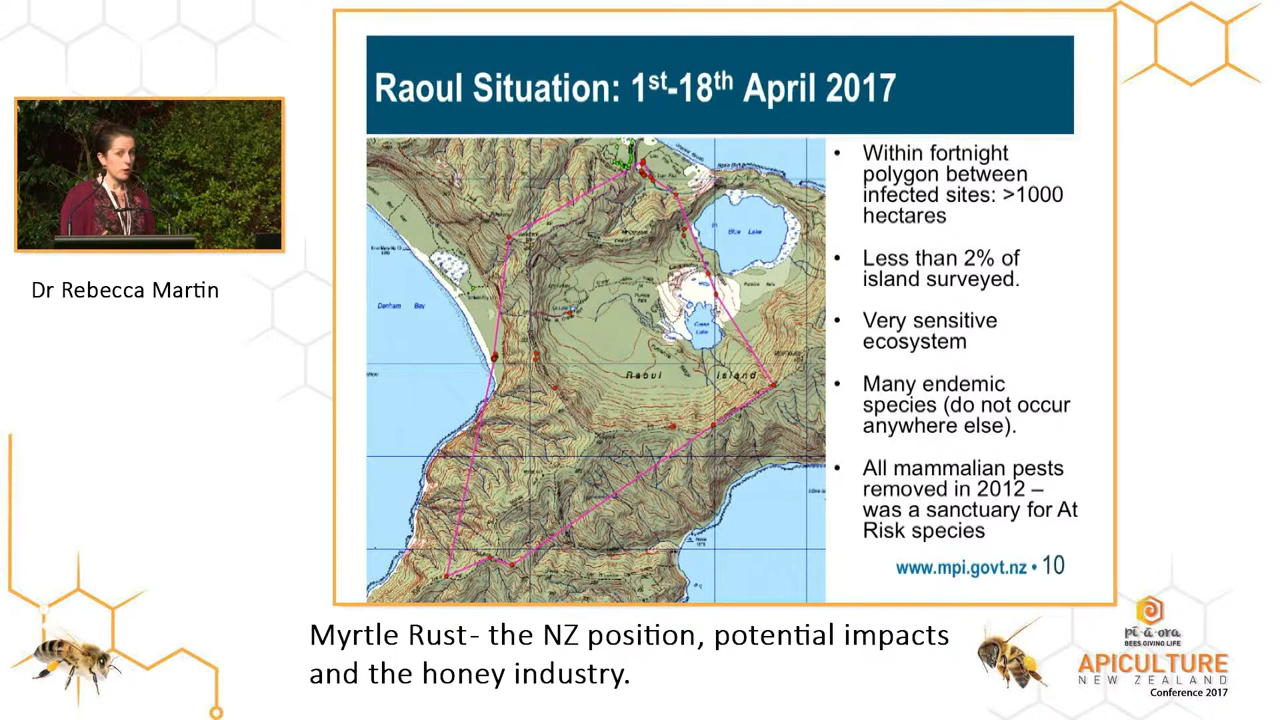 Raoul Situation: 1st-18th April 2017
• Within fortnight
polygon between
infected sites: >1000
hectares
• Less than 2% of
island surveyed.
• Very sensitive
ecosystem
• Many endemic
species (do not occur
anywhere else).
• All mammalian pests
removed in 2012 –
was a sanctuary for At
Risk species
www.mpi.govt.nz • 10
Blue Lake
Denham Bay
Raoul Island
Dr Rebecca Martin
Myrtle Rust- the NZ position, potential impacts
and the honey industry.
pī-ā-ora
BEES GIVING LIFE
APICULTURE
NEW ZEALAND
Conference 2017